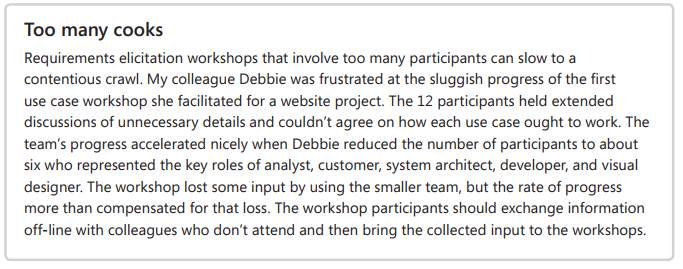 Too many cooks
Requirements elicitation workshops that involve too many participants can slow to a
contentious crawl. My colleague Debbie was frustrated at the sluggish progress of the first
use case workshop she facilitated for a website project. The 12 participants held extended
discussions of unnecessary details and couldn’t agree on how each use case ought to work. The
team’s progress accelerated nicely when Debbie reduced the number of participants to about
six who represented the key roles of analyst, customer, system architect, developer, and visual
designer. The workshop lost some input by using the smaller team, but the rate of progress
more than compensated for that loss. The workshop participants should exchange information
off-line with colleagues who don’t attend and then bring the collected input to the workshops.